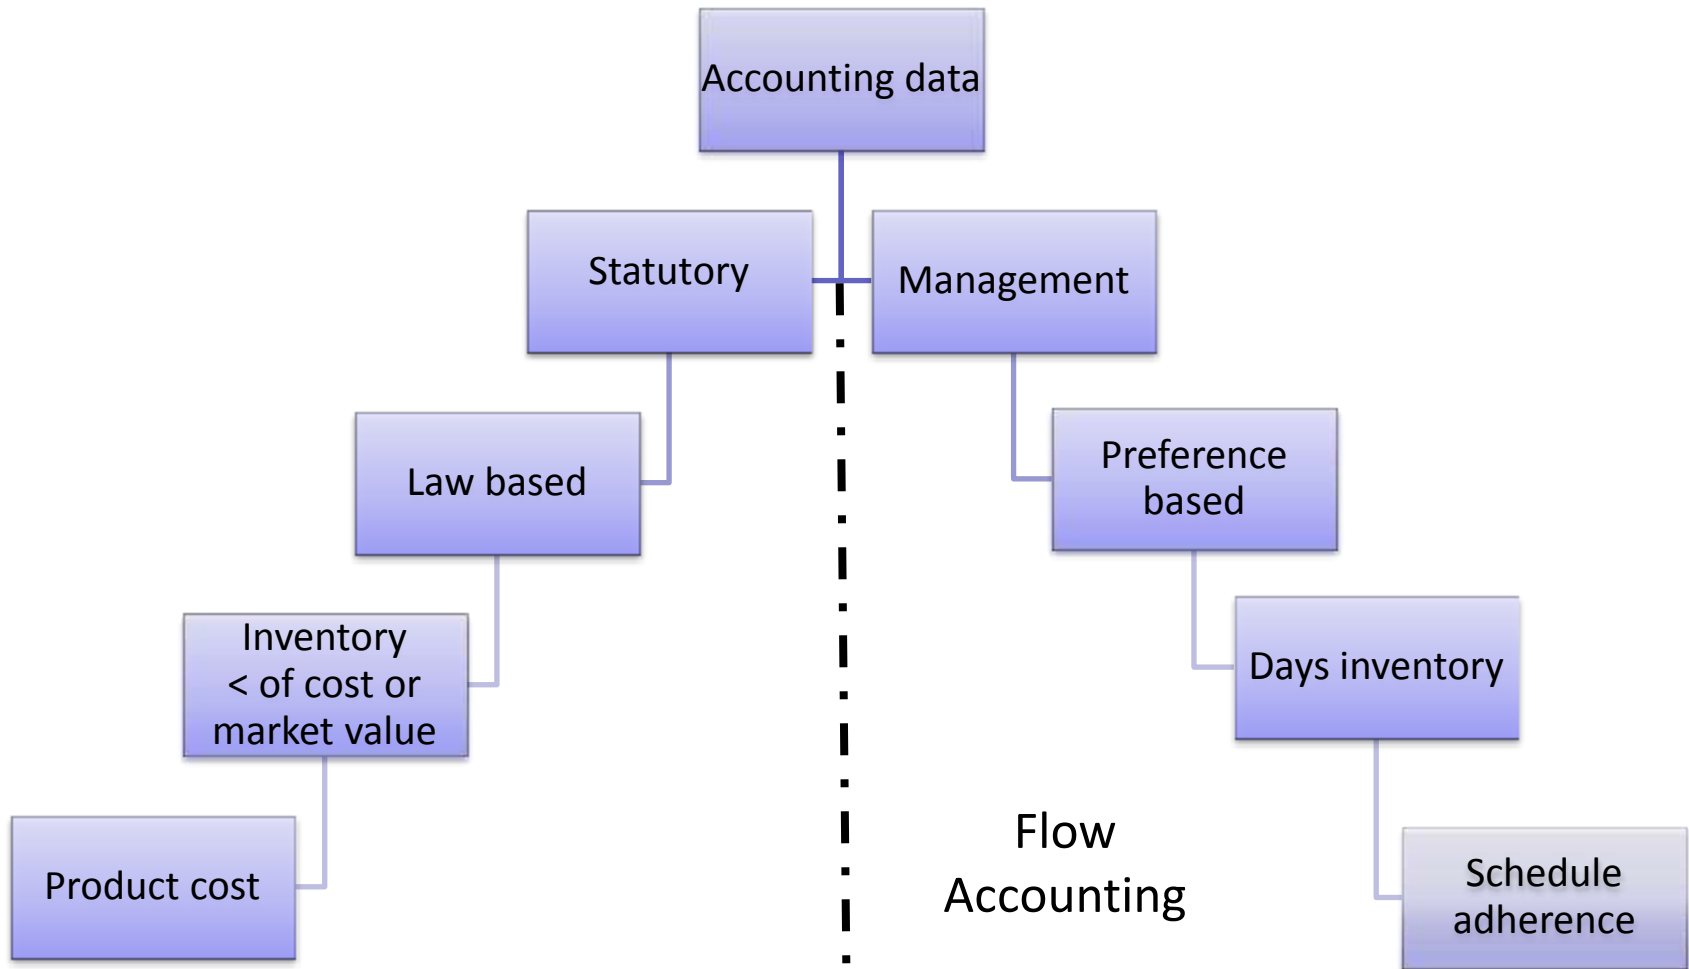 Accounting data
Statutory
Management
Law based
Preference
based
Inventory
< of cost or
market value
Days inventory
Product cost
Flow
Accounting
Schedule
adherence